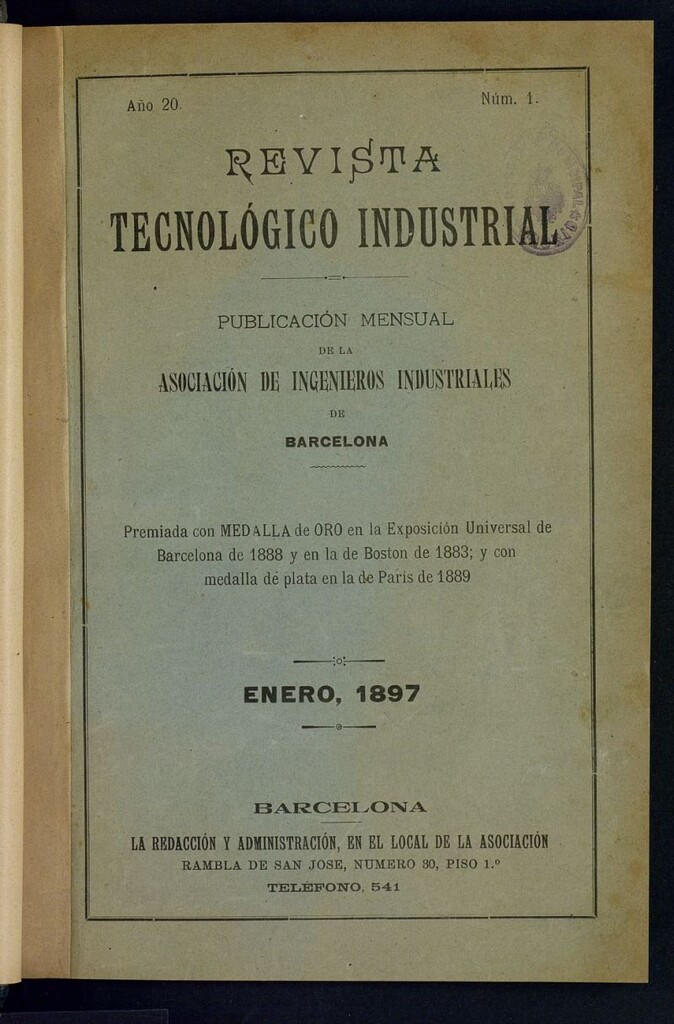 Año 20.
Núm. 1.
REVISTA
TECNOLÓGICO INDUSTRIAL
PUBLICACIÓN MENSUAL
DE LA
ASOCIACIÓN DE INGENIEROS INDUSTRIALES
DE
BARCELONA
Premiada con MEDALLA de ORO en la Exposición Universal de
Barcelona de 1888 y en la de Boston de 1883; y con
medalla de plata en la de Paris de 1889
ENERO, 1897
BARCELONA
LA REDACCIÓN Y ADMINISTRACIÓN, EN EL LOCAL DE LA ASOCIACIÓN
RAMBLA DE SAN JOSE, NUMERO 30, PISO 1.º
TELÉFONO, 541